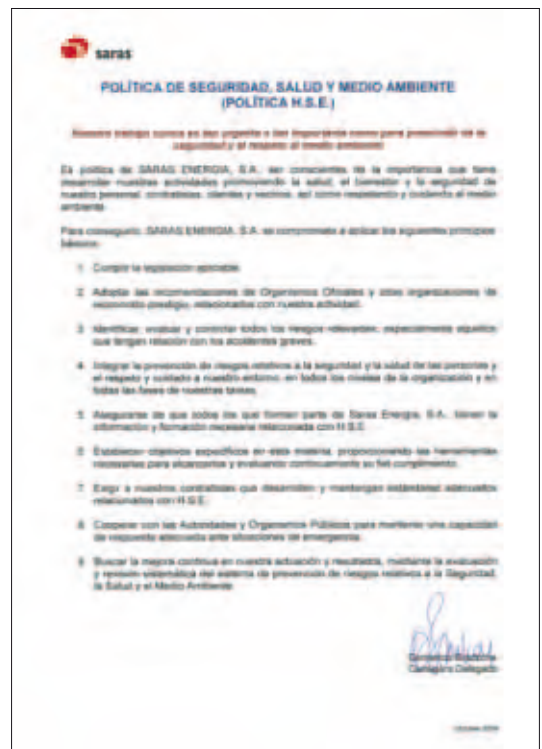 saras
POLÍTICA DE SEGURIDAD, SALUD Y MEDIO AMBIENTE
(POLÍTICA H.S.E.)
Nuestro trabajo nunca es tan urgente o tan importante como para prescindir de la
seguridad y el respeto al medio ambiente
Es política de SARAS ENERGIA, S.A. ser conscientes de la importancia que tiene
desarrollar nuestras actividades promoviendo la salud, el bienestar y la seguridad de
nuestro personal, contratistas, clientes y vecinos, así como respetando y cuidando el medio
ambiente.
Para conseguirlo, SARAS ENERGIA, S.A. se compromete a aplicar los siguientes principios
básicos:
1 Cumplir la legislación aplicable.
2 Adoptar las recomendaciones de Organismos Oficiales y otras organizaciones de
reconocido prestigio, relacionados con nuestra actividad.
3 Identificar, evaluar y controlar todos los riesgos relevantes, especialmente aquellos
que tengan relación con los accidentes graves.
4 Integrar la prevención de riesgos relativos a la seguridad y la salud de las personas y
el respeto y cuidado a nuestro entorno, en todos los niveles de la organización y en
todas las fases de nuestras tareas.
5 Asegurarse de que todos los que forman parte de Saras Energia, S.A., tienen la
información y formación necesaria relacionada con H.S.E.
6 Establecer objetivos específicos en esta materia, proporcionando las herramientas
necesarias para alcanzarlos y evaluando continuamente su fiel cumplimiento.
7 Exigir a nuestros contratistas que desarrollen y mantengan estándares adecuados
relacionados con H.S.E.
8 Cooperar con las Autoridades y Organismos Públicos para mantener una capacidad
de respuesta adecuada ante situaciones de emergencia.
9 Buscar la mejora continua en nuestra actuación y resultados, mediante la evaluación
y revisión sistemática del sistema de prevención de riesgos relativos a la Seguridad,
la Salud y el Medio Ambiente.
Consejero Delegado